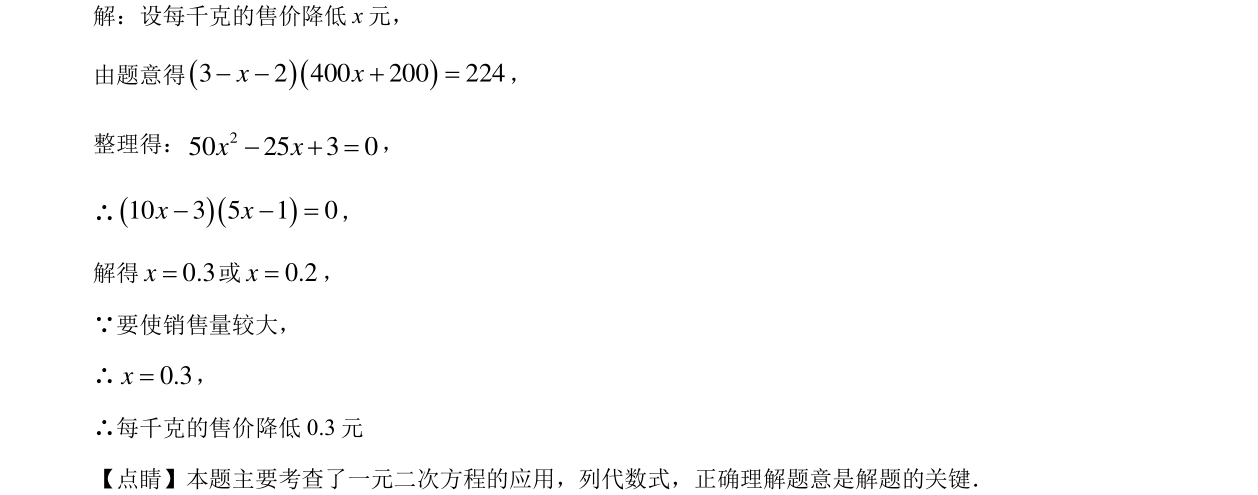 解：设每千克的售价降低 x 元，
由题意得(3−x−2)(400x+200)=224，
整理得：50x²−25x+3=0，
∴(10x−3)(5x−1)=0，
解得 x=0.3或 x=0.2，
∵要使销售量较大，
∴ x=0.3，
∴每千克的售价降低 0.3 元
【点睛】本题主要考查了一元二次方程的应用，列代数式，正确理解题意是解题的关键．